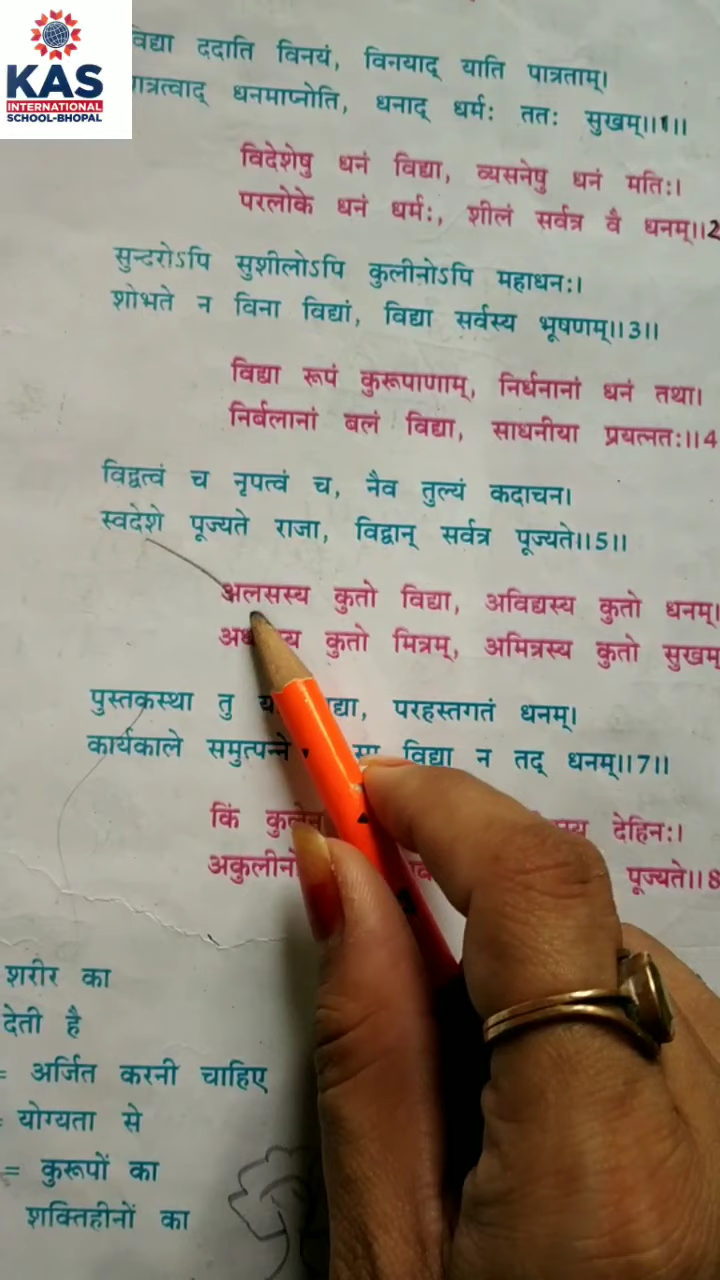 KAS
INTERNATIONAL
SCHOOL-BHOPAL
विद्या ददाति विनयं, विनयाद् याति पात्रताम्।
पात्रत्वाद् धनमाप्नोति, धनाद् धर्मः ततः सुखम्।।1।।
विदेशेषु धनं विद्या, व्यसनेषु धनं मतिः।
परलोके धनं धर्मः, शीलं सर्वत्र वै धनम्।।2
सुन्दरोऽपि सुशीलोऽपि कुलीनोऽपि महाधनः।
शोभते न विना विद्यां, विद्या सर्वस्य भूषणम्।।3।।
विद्या रूपं कुरूपाणाम्, निर्धनानां धनं तथा।
निर्बलानां बलं विद्या, साधनीया प्रयत्नतः।।4
विद्वत्वं च नृपत्वं च, नैव तुल्यं कदाचन।
स्वदेशे पूज्यते राजा, विद्वान् सर्वत्र पूज्यते।।5।।
अलसस्य कुतो विद्या, अविद्यस्य कुतो धनम्।
कुतो मित्रम्, अमित्रस्य कुतो सुखम्
पुस्तकस्था तु परहस्तगतं धनम्।
कार्यकाले समुत्पन्ने विद्या न तद् धनम्।।7।।
किं कुलेन देहिनः।
पूज्यते।।8
शरीर का
देती है
= अर्जित करनी चाहिए
= योग्यता से
= कुरूपों का
शक्तिहीनों का